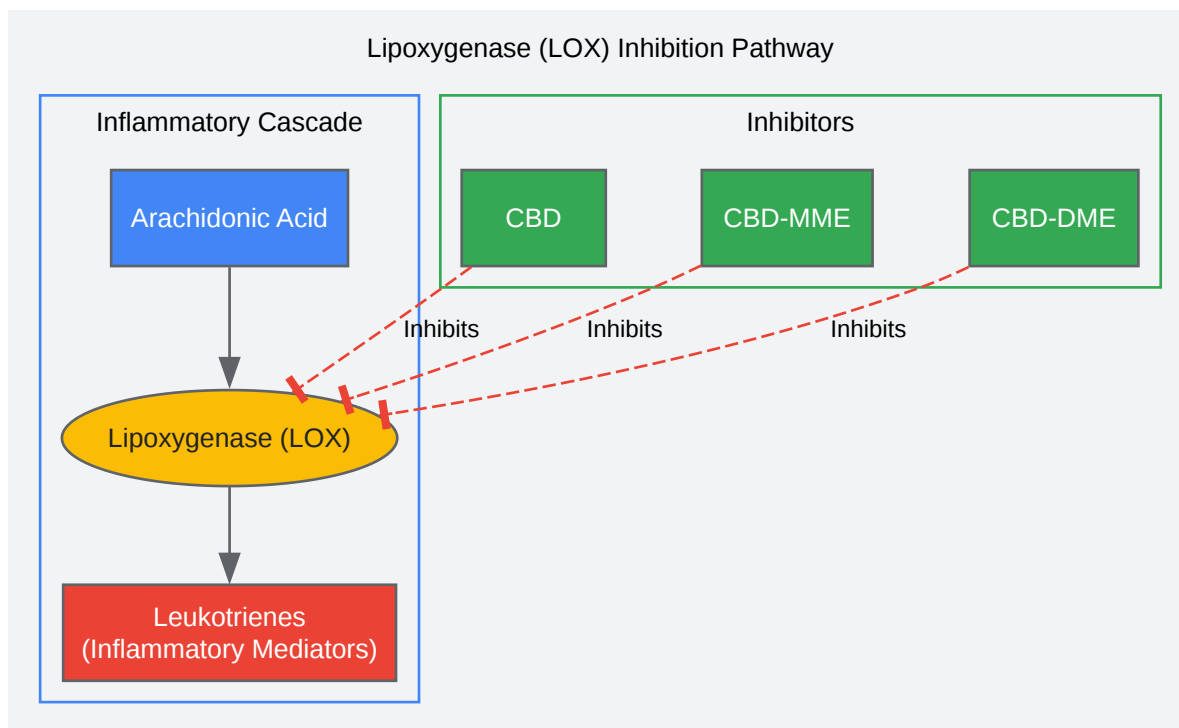 Lipoxygenase (LOX) Inhibition Pathway
Inflammatory Cascade
Inhibitors
Arachidonic Acid
CBD
CBD-MME
CBD-DME
Inhibits
Inhibits
Inhibits
Lipoxygenase (LOX)
Leukotrienes
(Inflammatory Mediators)